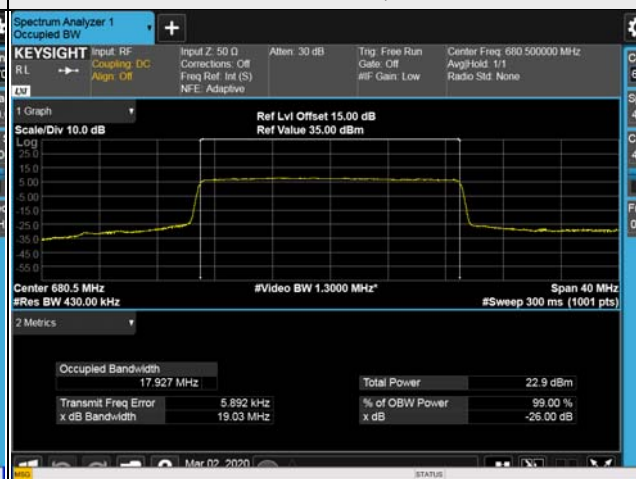 Spectrum Analyzer 1
Occupied BW
KEYSIGHT Input: RF Input Z: 50 Ω Atten: 30 dB Trig: Free Run Center Freq: 680.500000 MHz
RL Coupling: DC Corrections: Off Gate: Off Avg|Hold: 1/1
Align: Off Freq Ref: Int (S) #IF Gain: Low Radio Std: None
LXI NFE: Adaptive
1 Graph
Ref Lvl Offset 15.00 dB
Scale/Div 10.0 dB Ref Value 35.00 dBm
Log
25.0
15.0
5.00
-5.00
-15.0
-25.0
-35.0
-45.0
-55.0
Center 680.5 MHz #Video BW 1.3000 MHz* Span 40 MHz
#Res BW 430.00 kHz #Sweep 300 ms (1001 pts)
2 Metrics
Occupied Bandwidth
17.927 MHz Total Power 22.9 dBm
Transmit Freq Error 5.892 kHz % of OBW Power 99.00 %
x dB Bandwidth 19.03 MHz x dB -26.00 dB
Mar 02, 2020
MSG STATUS